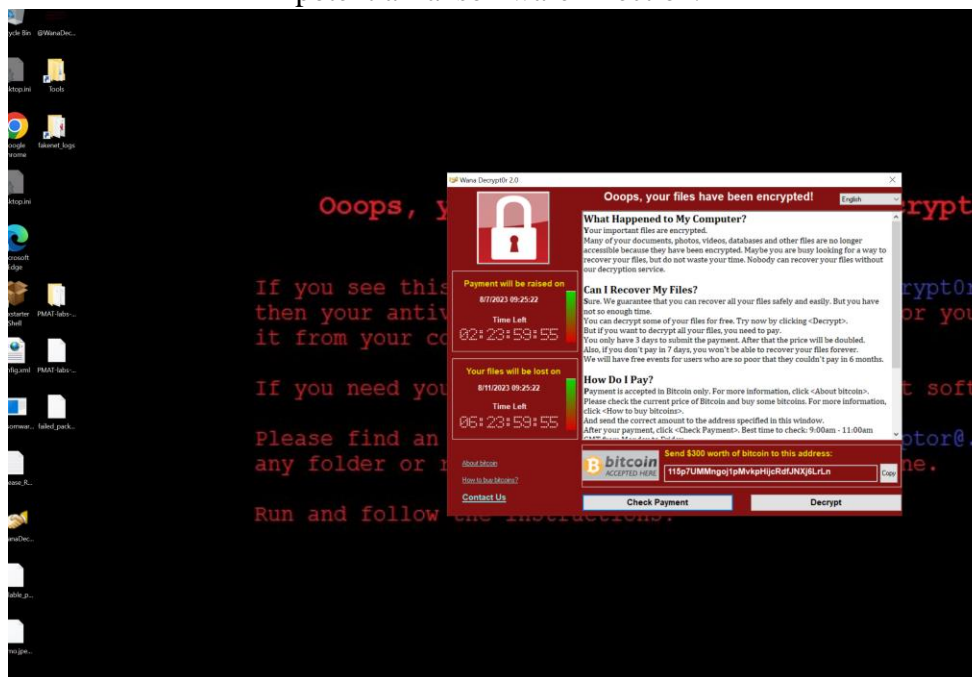 @WanaDec...
Tools
fakenet_logs
PMAT-labs-...
PMAT-labs-...
failed_pack...
Ooops,
If you see this
then your
it from your
If you need
Please find an
any folder or
Run and follow the instructions!
Wana Decrypt0r 2.0
Ooops, your files have been encrypted!
English
Payment will be raised on
8/7/2023 09:25:22
Time Left
02:23:59:55
Your files will be lost on
8/11/2023 09:25:22
Time Left
06:23:59:55
About bitcoin
How to buy bitcoins?
Contact Us
What Happened to My Computer?
Your important files are encrypted.
Many of your documents, photos, videos, databases and other files are no longer
accessible because they have been encrypted. Maybe you are busy looking for a way to
recover your files, but do not waste your time. Nobody can recover your files without
our decryption service.
Can I Recover My Files?
Sure. We guarantee that you can recover all your files safely and easily. But you have
not so enough time.
You can decrypt some of your files for free. Try now by clicking <Decrypt>.
But if you want to decrypt all your files, you need to pay.
You only have 3 days to submit the payment. After that the price will be doubled.
Also, if you don't pay in 7 days, you won't be able to recover your files forever.
We will have free events for users who are so poor that they couldn't pay in 6 months.
How Do I Pay?
Payment is accepted in Bitcoin only. For more information, click <About bitcoin>.
Please check the current price of Bitcoin and buy some bitcoins. For more information,
click <How to buy bitcoins>.
And send the correct amount to the address specified in this window.
After your payment, click <Check Payment>. Best time to check: 9:00am - 11:00am
GMT from Monday to Friday.
bitcoin
ACCEPTED HERE
Send $300 worth of bitcoin to this address:
115p7UMMngoj1pMvkpHijcRdfJNXj6LrLn
Copy
Check Payment
Decrypt